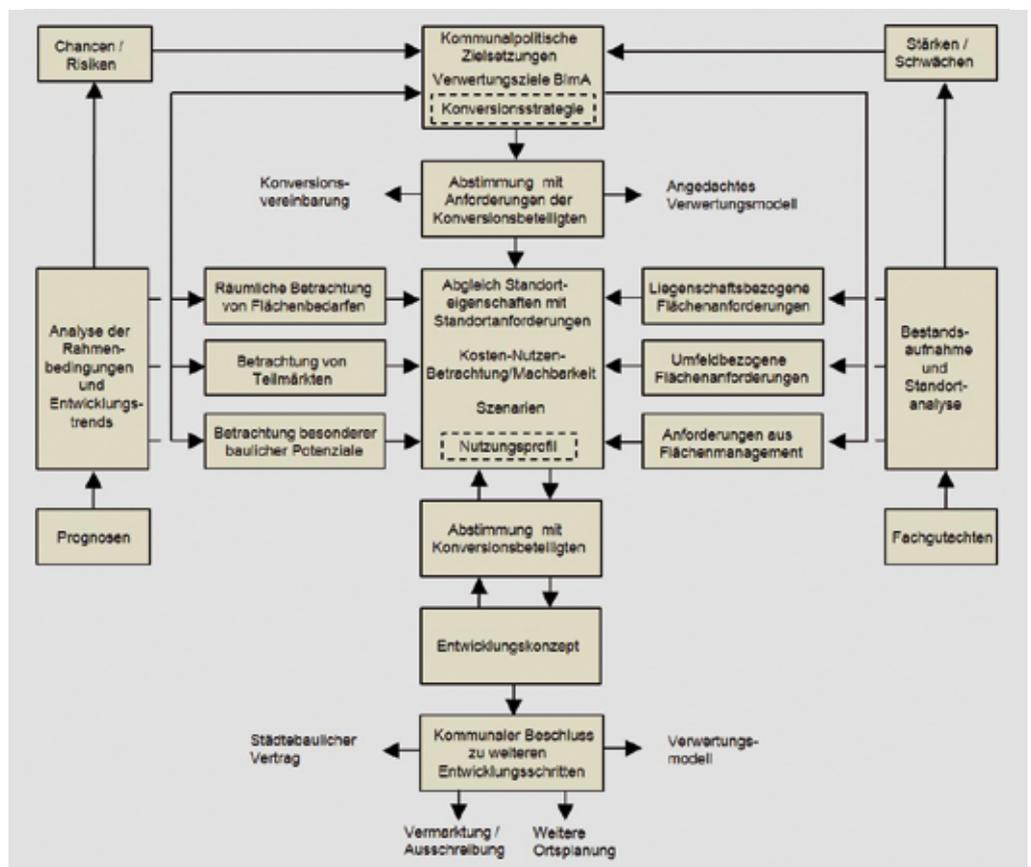 Chancen /
Risiken
Kommunalpolitische
Zielsetzungen
Verwertungsziele BImA
Konversionsstrategie
Stärken /
Schwächen
Konversions-
vereinbarung
Abstimmung mit
Anforderungen der
Konversionsbeteiligten
Angedachtes
Verwertungsmodell
Analyse der
Rahmen-
bedingungen
und
Entwicklungs-
trends
Räumliche Betrachtung
von Flächenbedarfen
Betrachtung von
Teilmärkten
Betrachtung besonderer
baulicher Potenziale
Abgleich Standort-
eigenschaften mit
Standortanforderungen
Kosten-Nutzen-
Betrachtung/Machbarkeit
Szenarien
Nutzungsprofil
Liegenschaftsbezogene
Flächenanforderungen
Umfeldbezogene
Flächenanforderungen
Anforderungen aus
Flächenmanagement
Bestands-
aufnahme
und
Standort-
analyse
Prognosen
Abstimmung mit
Konversionsbeteiligten
Fachgutechten
Entwicklungskonzept
Städtebaulicher
Vertrag
Kommunaler Beschluss
zu weiteren
Entwicklungsschritten
Verwertungs-
modell
Vermarktung /
Ausschreibung
Weitere
Ortsplanung